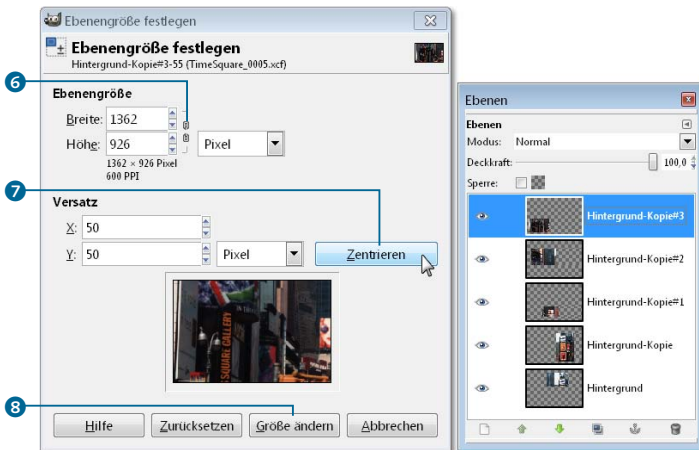 Ebenengröße festlegen
Ebenengröße festlegen
Hintergrund-Kopie#3-55 (TimeSquare_0005.xcf)
6
Ebenengröße
Breite: 1362
Höhe: 926 Pixel
1362 × 926 Pixel
600 PPI
7
Versatz
X: 50
Y: 50 Pixel Zentrieren
SQUARE GALLERY
8
Hilfe Zurücksetzen Größe ändern Abbrechen
Ebenen
Ebenen
Modus: Normal
Deckkraft: 100,0
Sperre:
Hintergrund-Kopie#3
Hintergrund-Kopie#2
Hintergrund-Kopie#1
Hintergrund-Kopie
Hintergrund